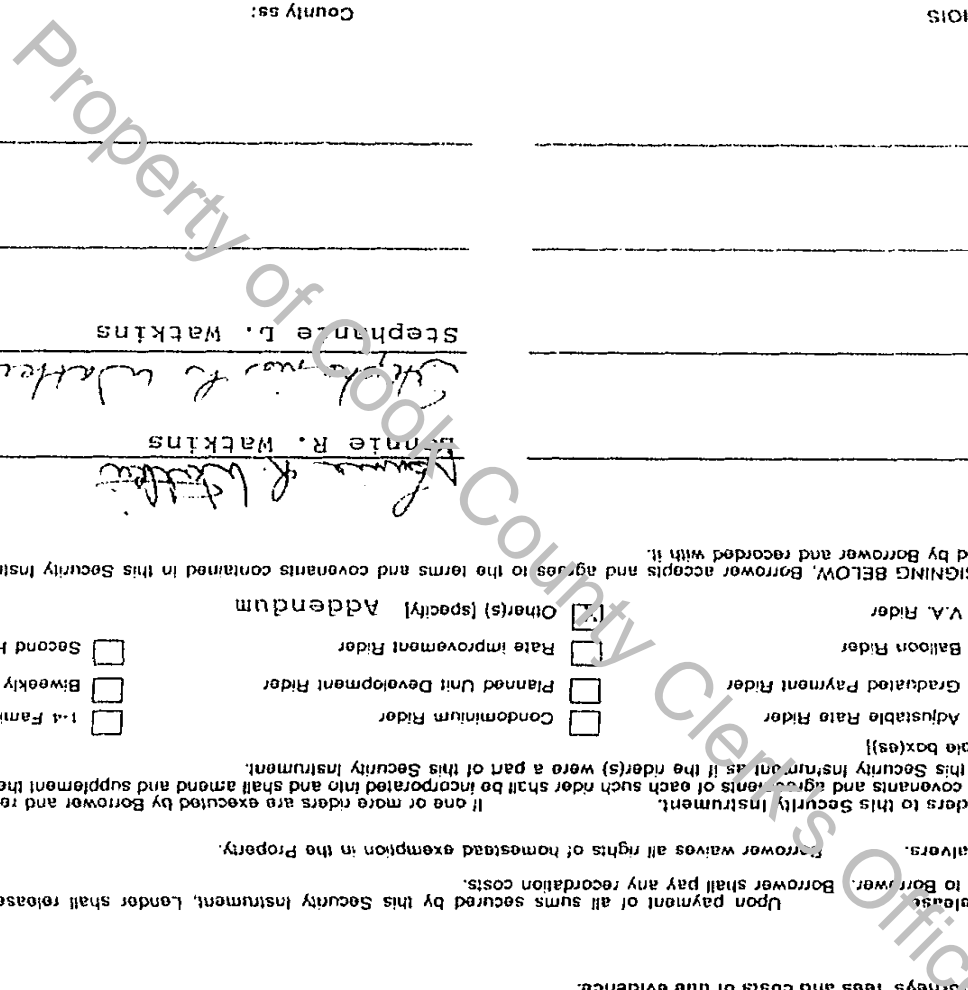 orneys' fees and costs of title evidence.
elease Upon payment of all sums secured by this Security Instrument, Lender shall release
to Borrower. Borrower shall pay any recordation costs.
aivers. Borrower waives all rights of homestead exemption in the Property.
ders to this Security Instrument. If one or more riders are executed by Borrower and re
covenants and agreements of each such rider shall be incorporated into and shall amend and supplement the
this Security Instrument as if the rider(s) were a part of this Security Instrument.
ble box(es)]
Adjustable Rate Rider Condominium Rider 1-4 Famil
Graduated Payment Rider Planned Unit Development Rider Biweekly
Balloon Rider Rate Improvement Rider Second H
V.A. Rider X Other(s) [specify] Addendum
IGNING BELOW, Borrower accepts and agrees to the terms and covenants contained in this Security Instr
d by Borrower and recorded with it.
Lonnie R. Watkins
Stephanie L. Watkins
NOIS County ss:
Property of Cook County Clerk's Offic